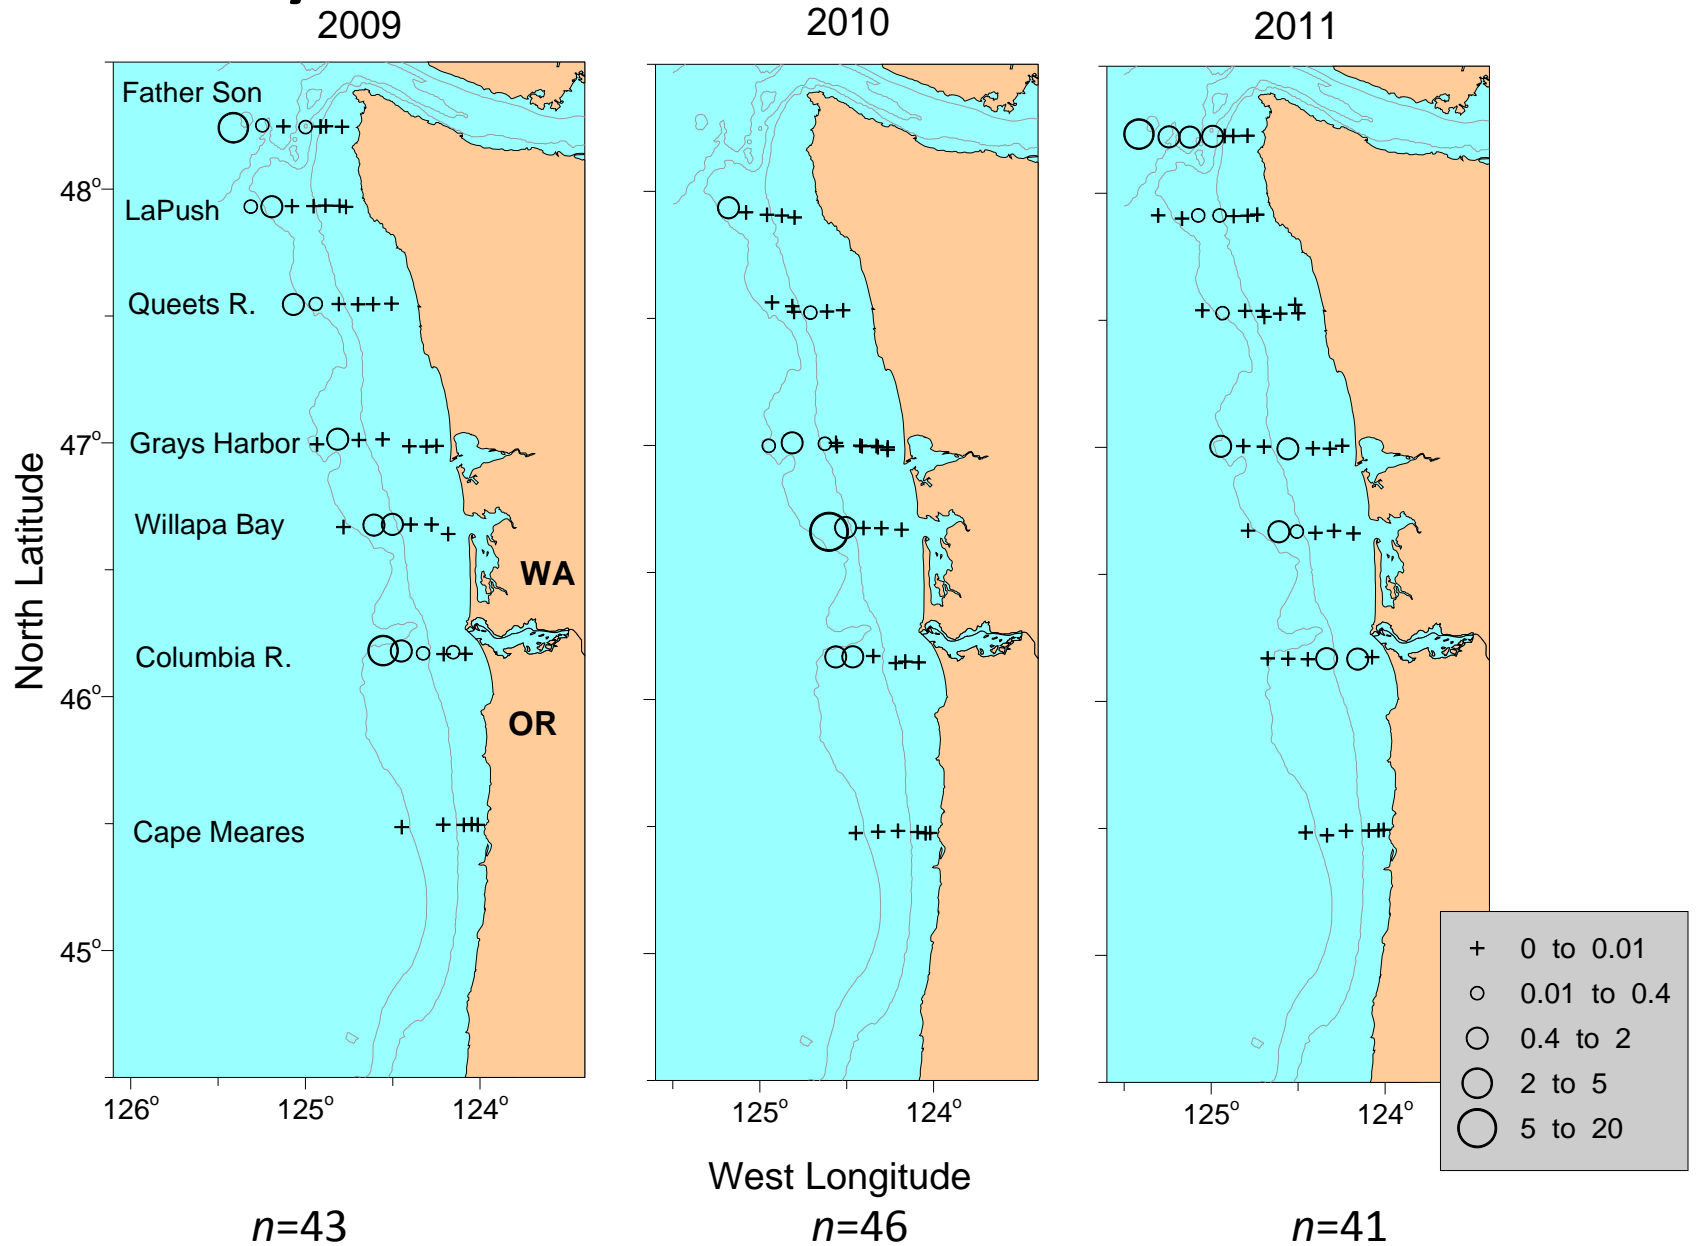 2009 2010 2011
Father Son
48°
LaPush
Queets R.
47°
Grays Harbor
Willapa Bay
WA
Columbia R.
46°
OR
Cape Meares
45°
North Latitude
0 to 0.01
0.01 to 0.4
0.4 to 2
2 to 5
5 to 20
126° 125° 124° 125° 124° 125° 124°
West Longitude
n=43 n=46 n=41